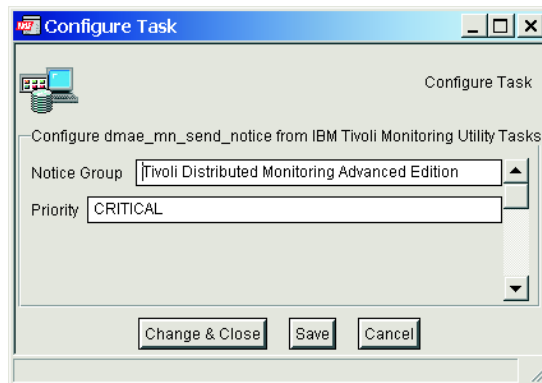 Configure Task
Configure Task
Configure dmae_mn_send_notice from IBM Tivoli Monitoring Utility Tasks
Notice Group Tivoli Distributed Monitoring Advanced Edition
Priority CRITICAL
Change & Close Save Cancel